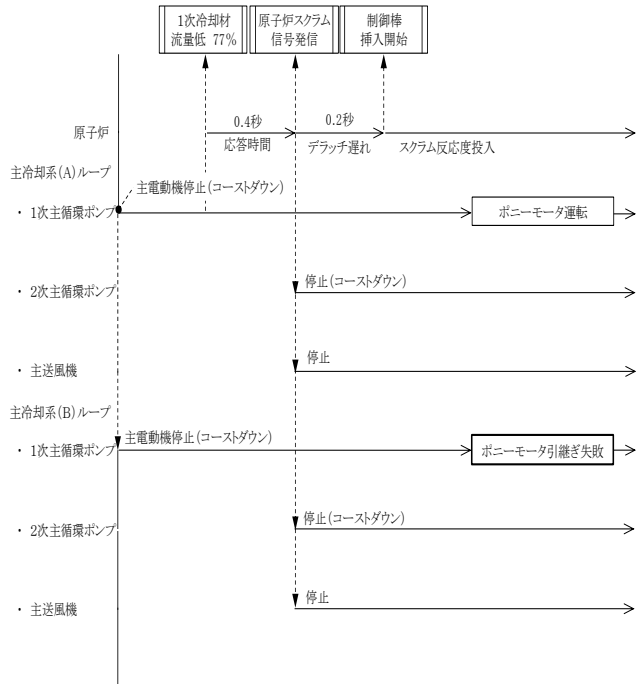 1次冷却材
流量低 77%
原子炉スクラム
信号発信
制御棒
挿入開始
原子炉
0.4秒
応答時間
0.2秒
デラッチ遅れ
スクラム反応度投入
主冷却系(A)ループ
主電動機停止(コーストダウン)
・ 1次主循環ポンプ
ポニーモータ運転
・ 2次主循環ポンプ
停止(コーストダウン)
・ 主送風機
停止
主冷却系(B)ループ
主電動機停止(コーストダウン)
・ 1次主循環ポンプ
ポニーモータ引継ぎ失敗
・ 2次主循環ポンプ
停止(コーストダウン)
・ 主送風機
停止